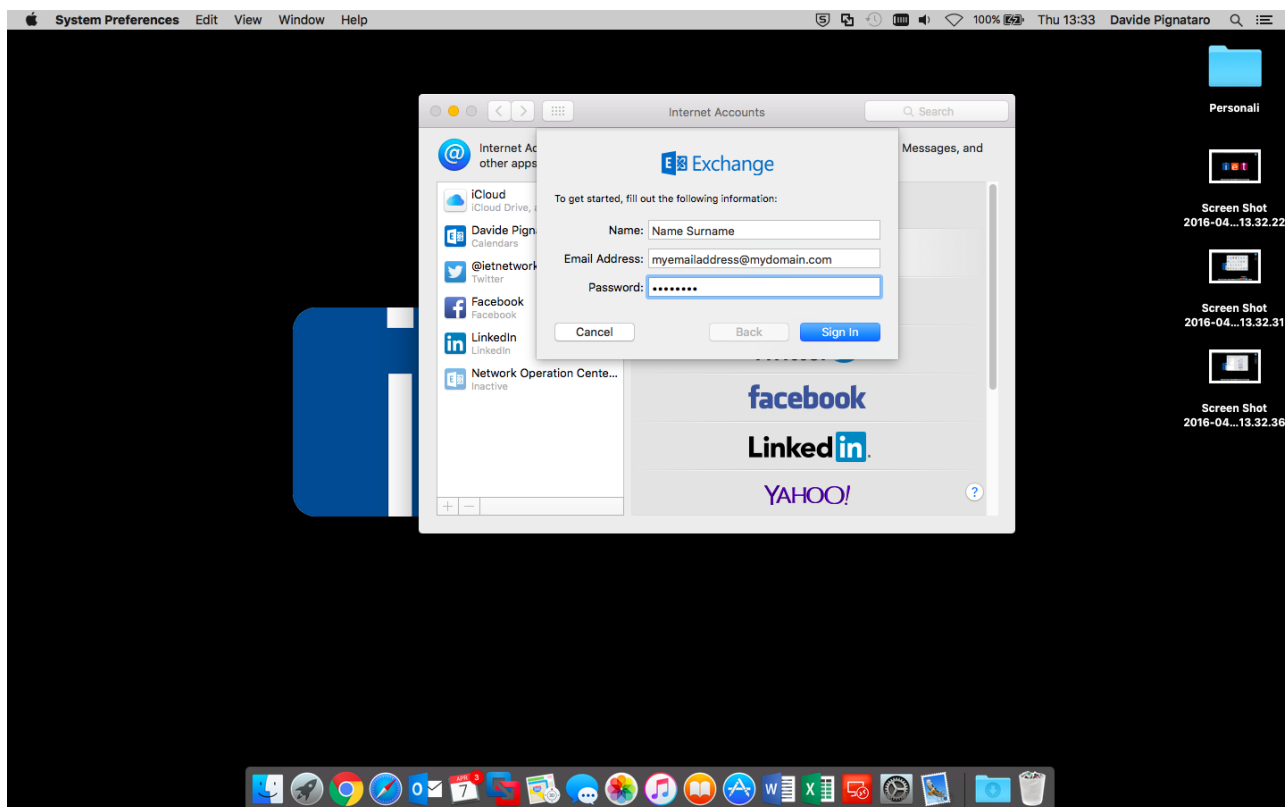 System Preferences Edit View Window Help 100% Thu 13:33 Davide Pignataro
Personali
Internet Accounts
Search
Internet Ac
other apps
Messages, and
Exchange
To get started, fill out the following information:
Name: Name Surname
Email Address: myemailaddress@mydomain.com
Password: ••••••••
Cancel Back Sign In
iCloud
iCloud Drive,
Davide Pign
Calendars
@ietnetwork
Twitter
Facebook
Facebook
LinkedIn
LinkedIn
Network Operation Cente...
Inactive
facebook
LinkedIn.
YAHOO!
?
iet
Screen Shot
2016-04...13.32.22
Screen Shot
2016-04...13.32.31
Screen Shot
2016-04...13.32.36
APR 3
7